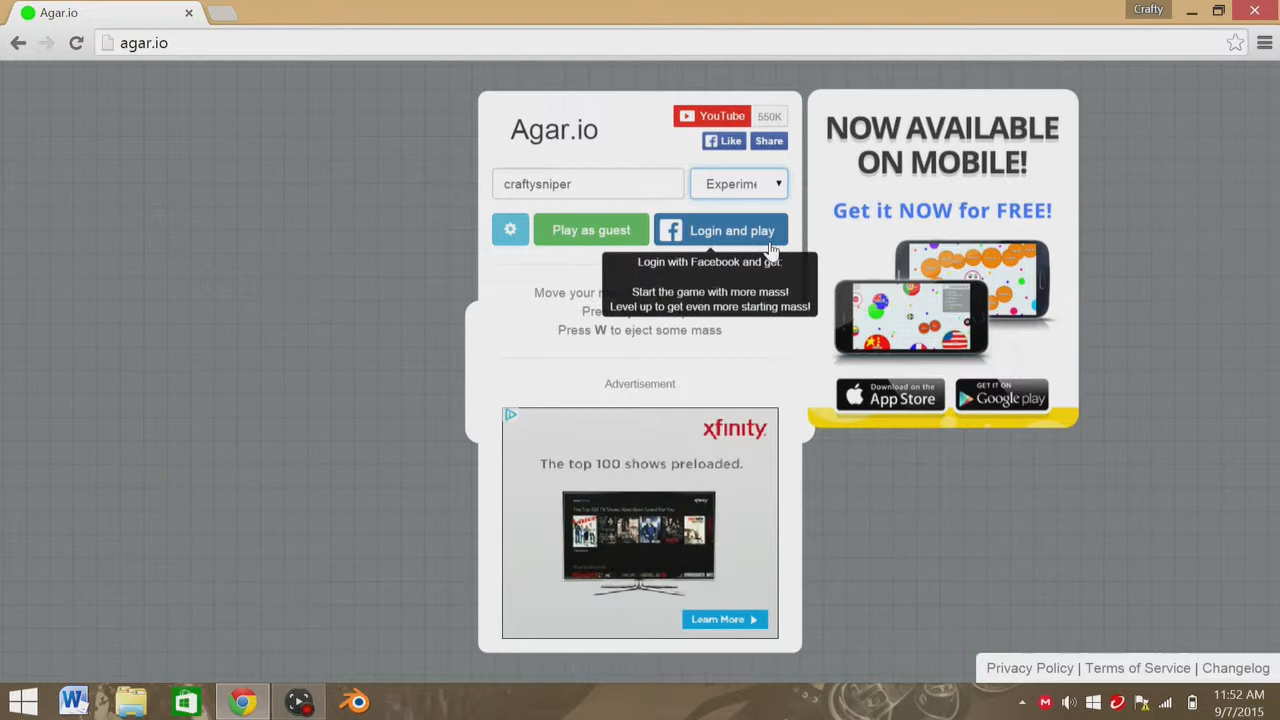 Agar.io
Crafty
agar.io
Agar.io
YouTube 550K
Like Share
craftysniper
Experime
Play as guest
Login and play
Login with Facebook and get:
Start the game with more mass!
Level up to get even more starting mass!
Move your m
Pre
Press W to eject some mass
Advertisement
xfinity
The top 100 shows preloaded.
Learn More
NOW AVAILABLE
ON MOBILE!
Get it NOW for FREE!
Download on the
App Store
GET IT ON
Google play
Privacy Policy | Terms of Service | Changelog
11:52 AM
9/7/2015